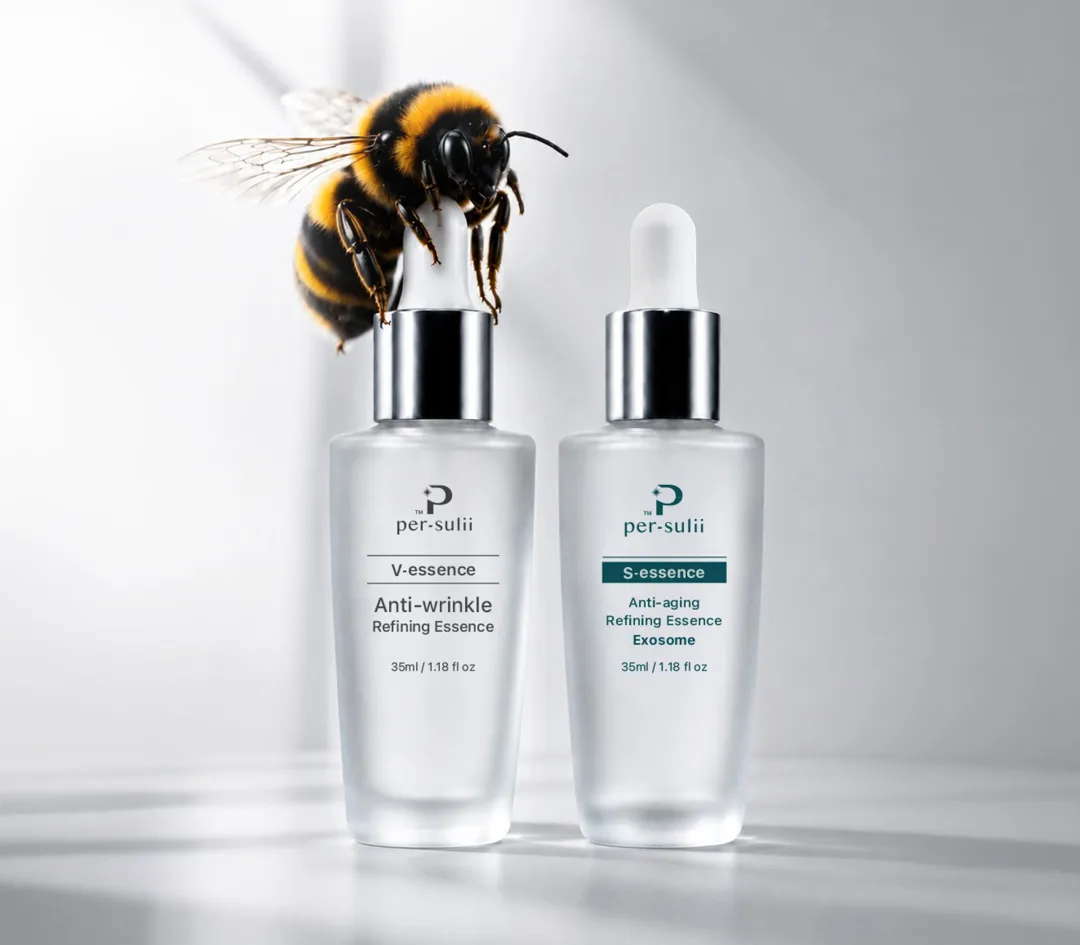 P
TM
per-sulii
V-essence
Anti-wrinkle
Refining Essence
35ml / 1.18 fl oz
P
TM
per-sulii
S-essence
Anti-aging
Refining Essence
Exosome
35ml / 1.18 fl oz